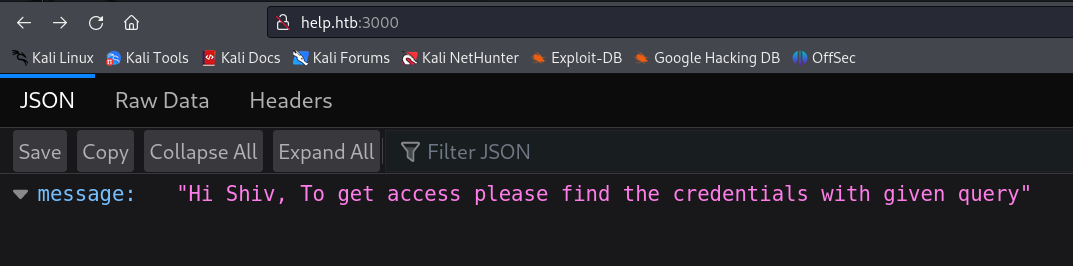 help.htb:3000
Kali Linux Kali Tools Kali Docs Kali Forums Kali NetHunter Exploit-DB Google Hacking DB OffSec
JSON Raw Data Headers
Save Copy Collapse All Expand All Filter JSON
message: "Hi Shiv, To get access please find the credentials with given query"